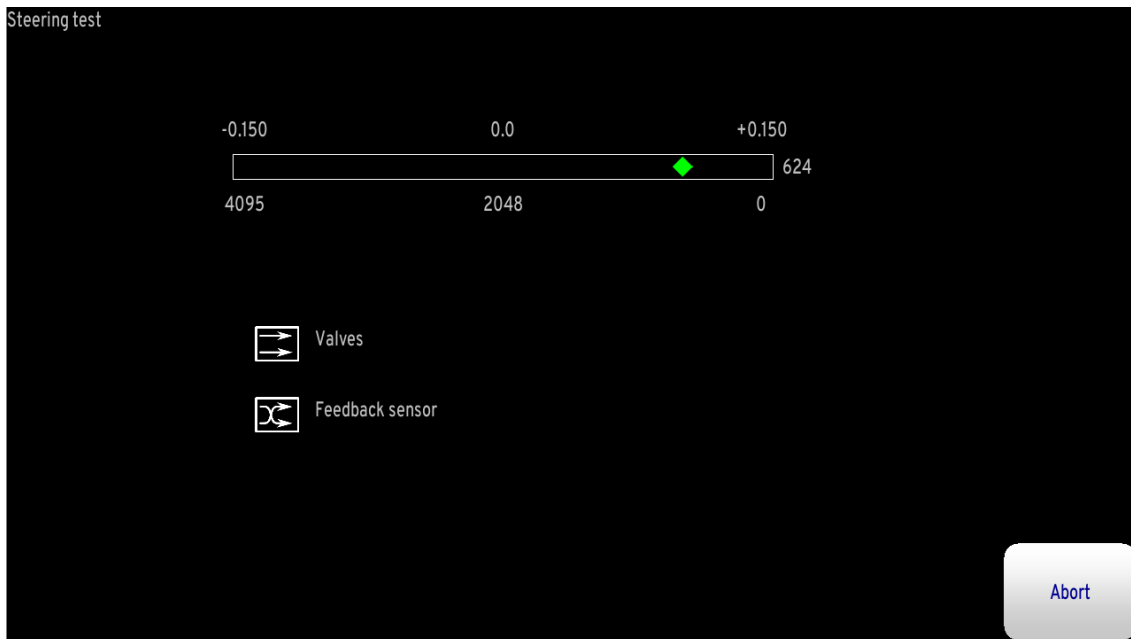 Steering test
-0.150 0.0 +0.150
624
4095 2048 0
Valves
Feedback sensor
Abort